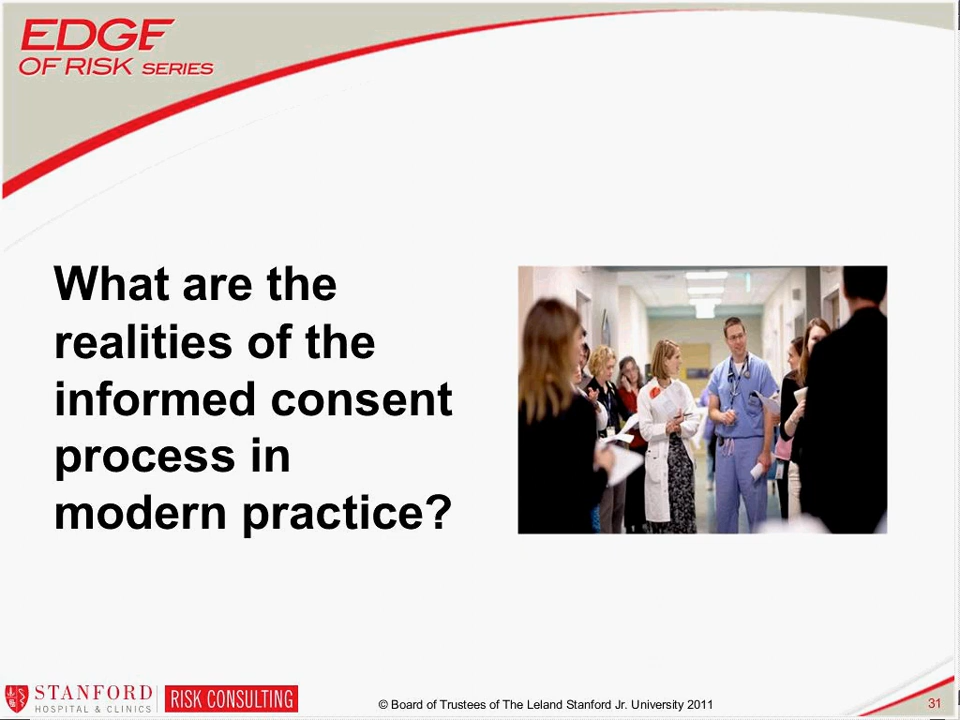 EDGE
OF RISK SERIES
What are the
realities of the
informed consent
process in
modern practice?
STANFORD
HOSPITAL & CLINICS
RISK CONSULTING
© Board of Trustees of The Leland Stanford Jr. University 2011
31